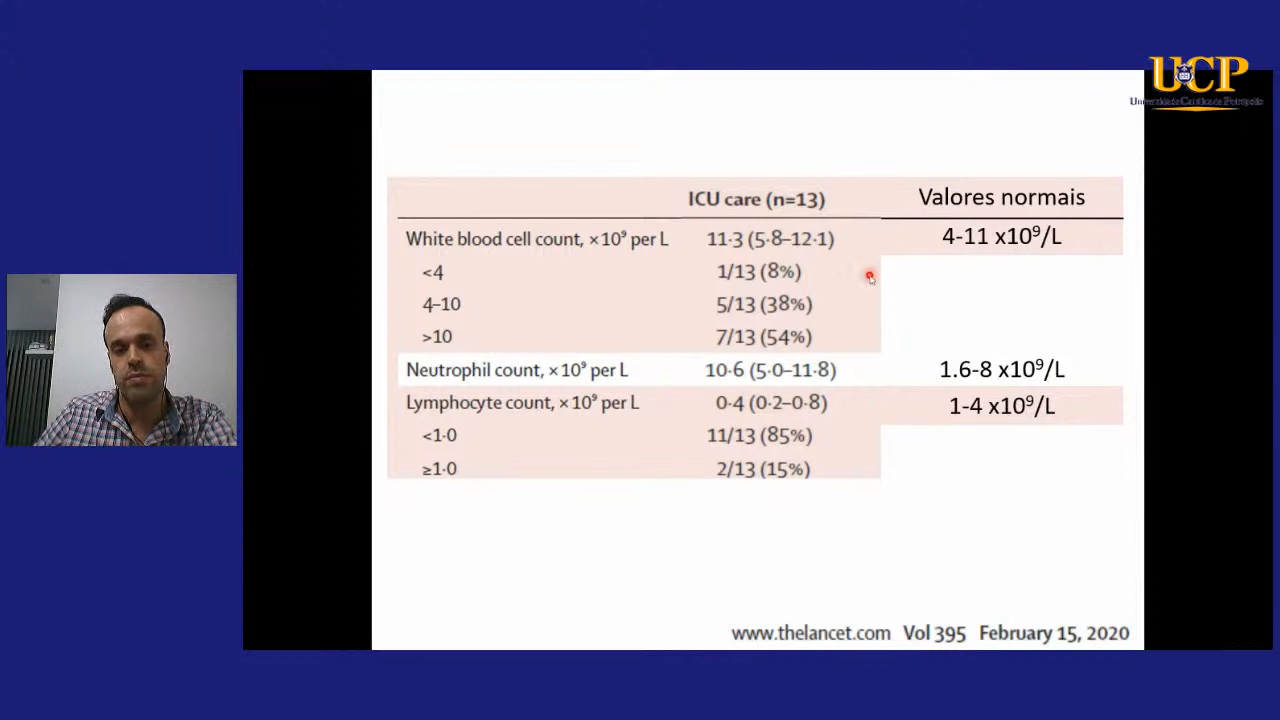 UCP
Universidade Católica de Petrópolis
ICU care (n=13) Valores normais
White blood cell count, ×10⁹ per L 11·3 (5·8–12·1) 4-11 x10⁹/L
<4 1/13 (8%)
4–10 5/13 (38%)
>10 7/13 (54%)
Neutrophil count, ×10⁹ per L 10·6 (5·0–11·8) 1.6-8 x10⁹/L
Lymphocyte count, ×10⁹ per L 0·4 (0·2–0·8) 1-4 x10⁹/L
<1·0 11/13 (85%)
≥1·0 2/13 (15%)
www.thelancet.com Vol 395 February 15, 2020